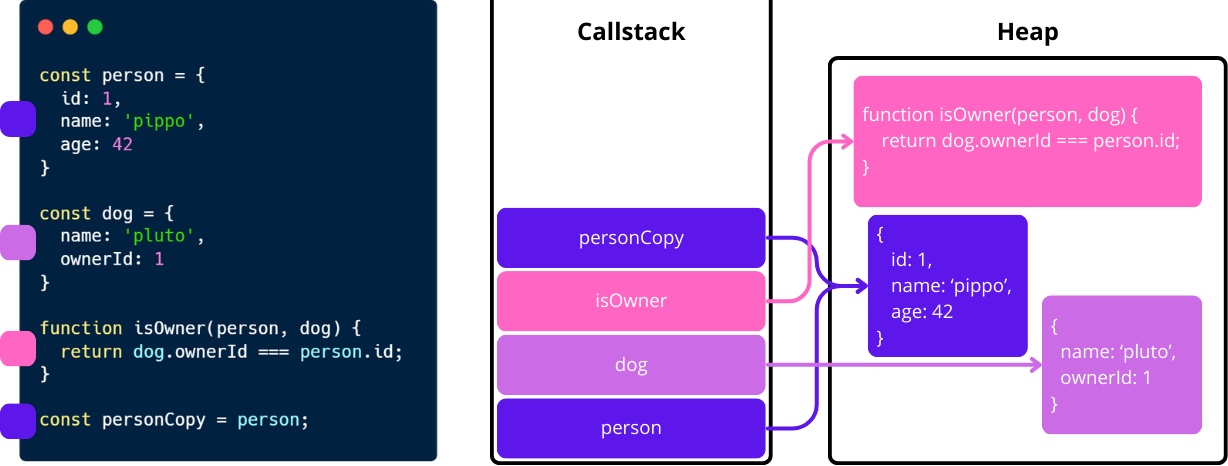 const person = {
  id: 1,
  name: 'pippo',
  age: 42
}
const dog = {
  name: 'pluto',
  ownerId: 1
}
function isOwner(person, dog) {
  return dog.ownerId === person.id;
}
const personCopy = person;
Callstack
personCopy
isOwner
dog
person
Heap
function isOwner(person, dog) {
  return dog.ownerId === person.id;
}
{
  id: 1,
  name: ‘pippo’,
  age: 42
}
{
  name: ‘pluto’,
  ownerId: 1
}